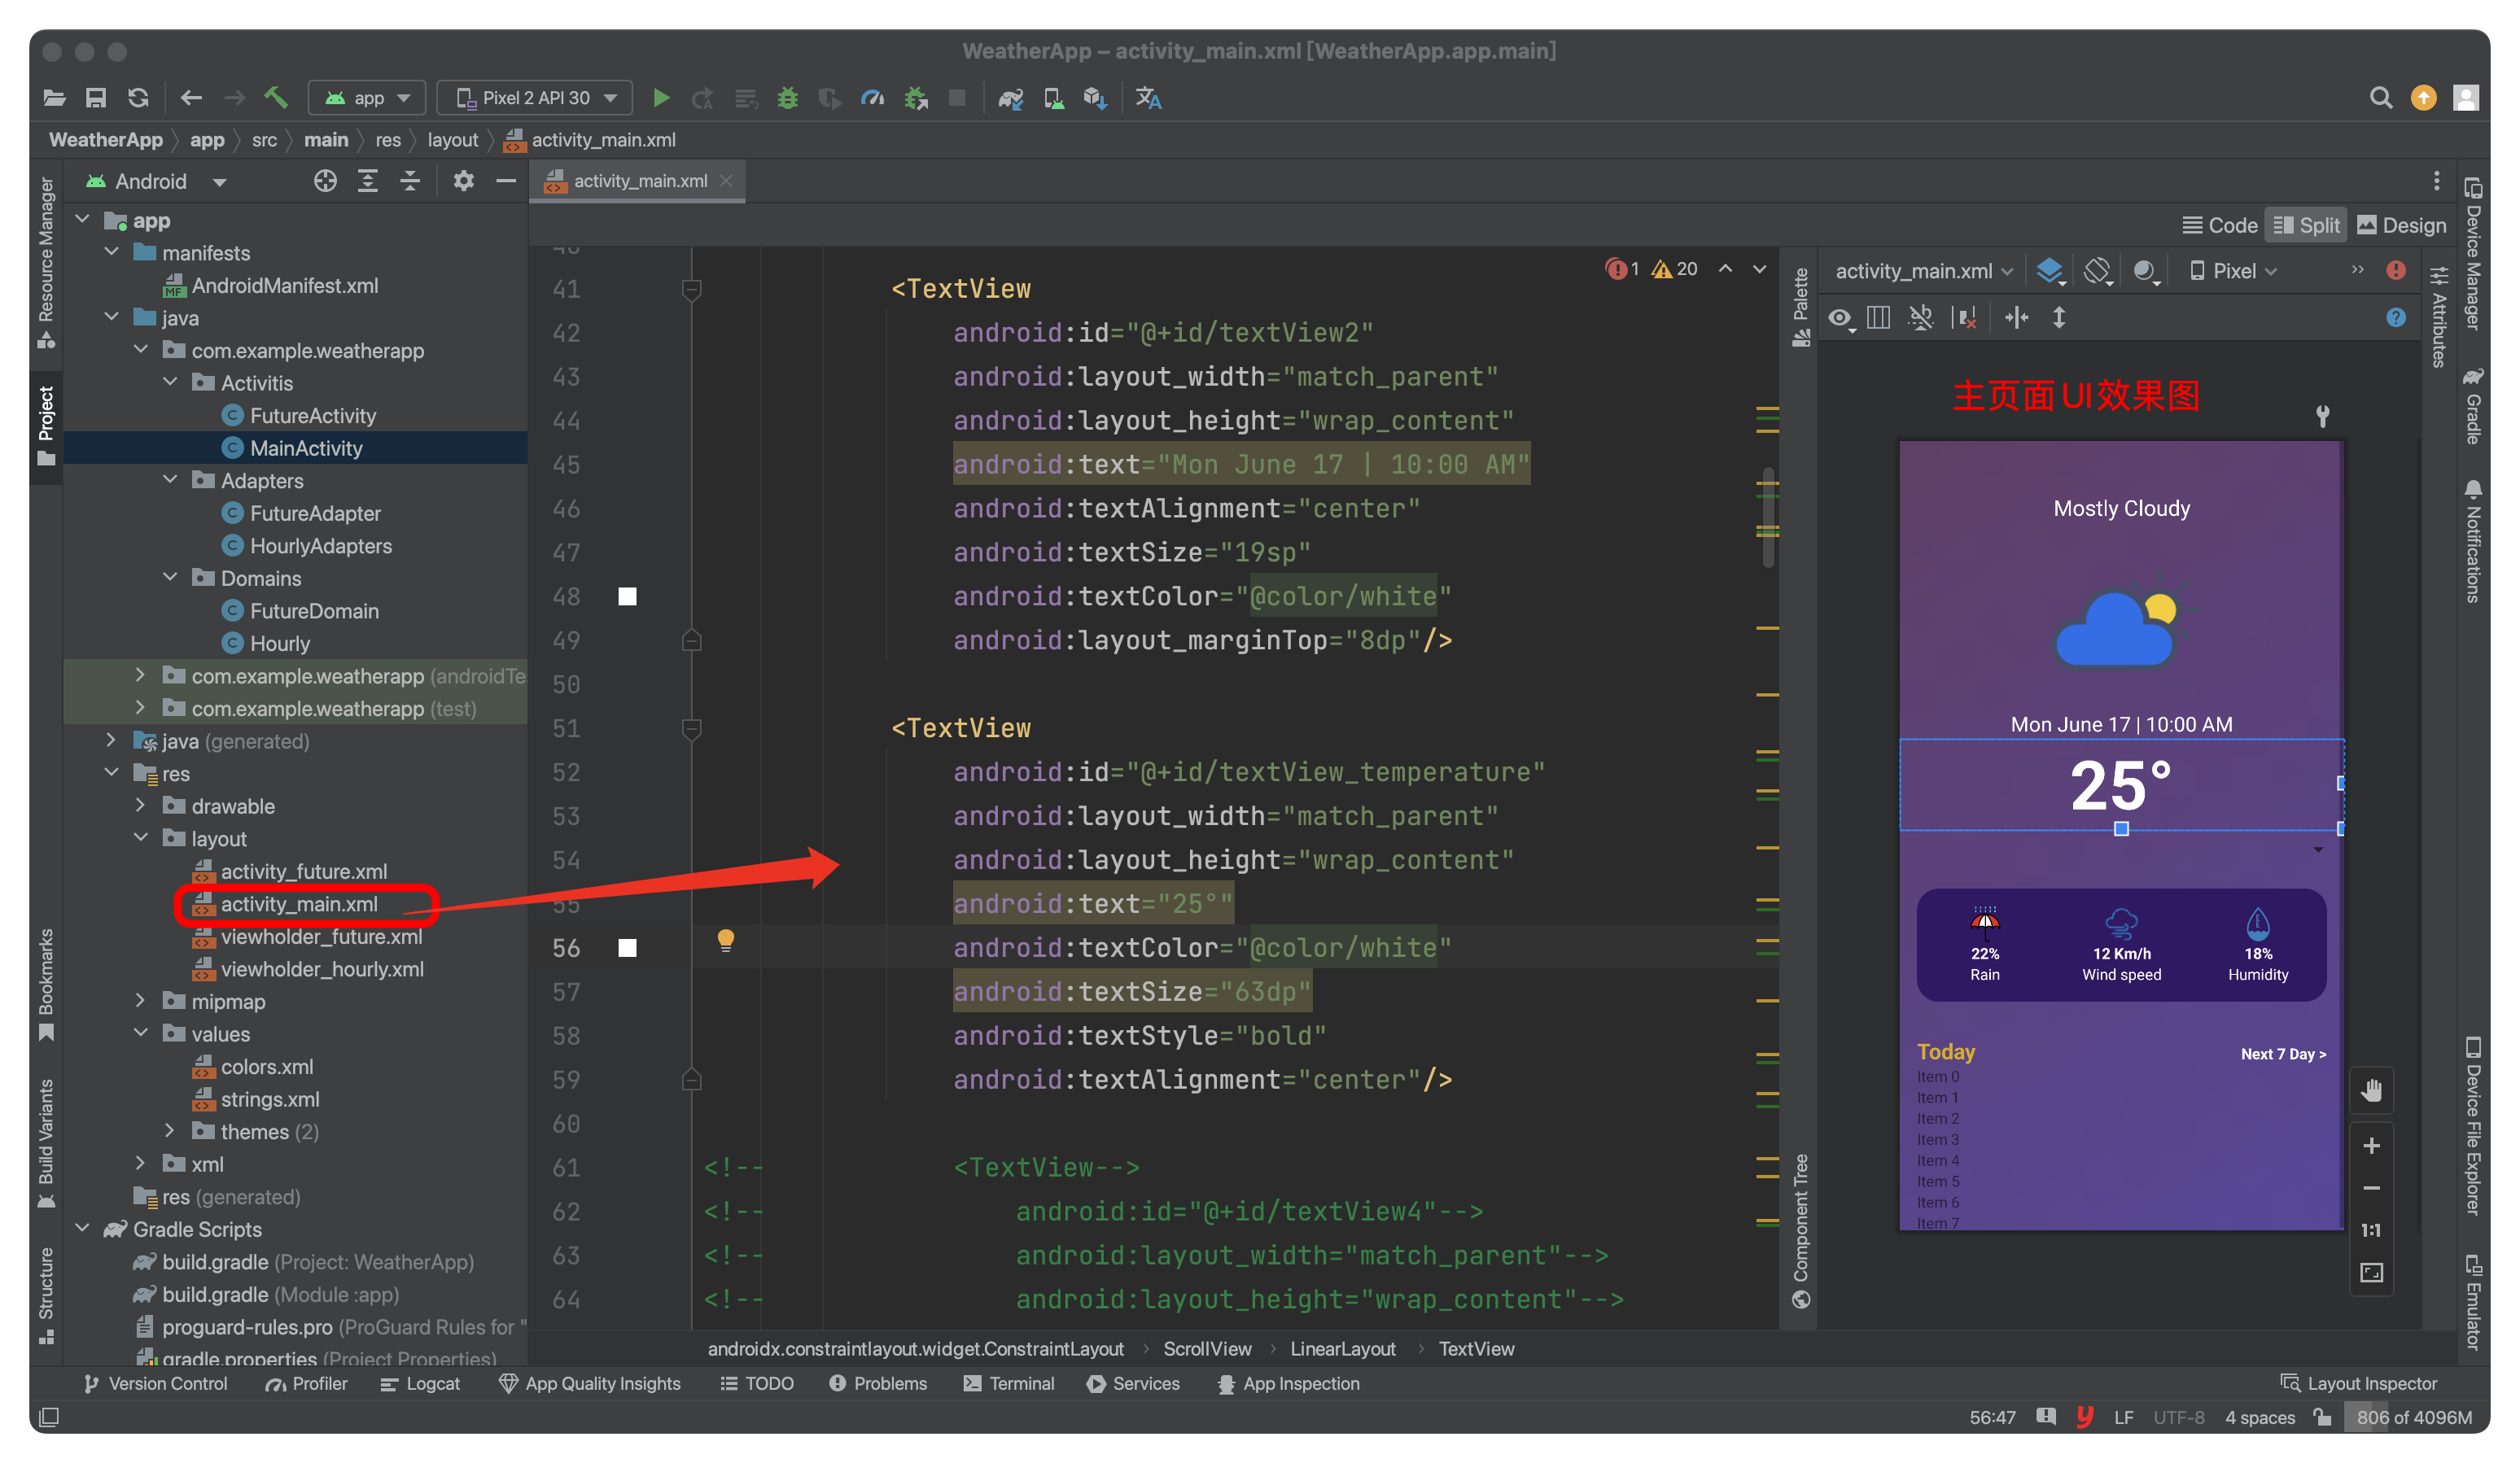 WeatherApp – activity_main.xml [WeatherApp.app.main]
app
Pixel 2 API 30
WeatherApp
app
src
main
res
layout
activity_main.xml
Android
activity_main.xml
Code
Split
Design
Resource Manager
Project
Bookmarks
Build Variants
Structure
app
manifests
AndroidManifest.xml
java
com.example.weatherapp
Activitis
FutureActivity
MainActivity
Adapters
FutureAdapter
HourlyAdapters
Domains
FutureDomain
Hourly
com.example.weatherapp (androidTe
com.example.weatherapp (test)
java (generated)
res
drawable
layout
activity_future.xml
activity_main.xml
viewholder_future.xml
viewholder_hourly.xml
mipmap
values
colors.xml
strings.xml
themes (2)
xml
res (generated)
Gradle Scripts
build.gradle (Project: WeatherApp)
build.gradle (Module :app)
proguard-rules.pro (ProGuard Rules for "
gradle.properties (Project Properties)
1 20
41 <TextView
42 android:id="@+id/textView2"
43 android:layout_width="match_parent"
44 android:layout_height="wrap_content"
45 android:text="Mon June 17 | 10:00 AM"
46 android:textAlignment="center"
47 android:textSize="19sp"
48 android:textColor="@color/white"
49 android:layout_marginTop="8dp"/>
50
51 <TextView
52 android:id="@+id/textView_temperature"
53 android:layout_width="match_parent"
54 android:layout_height="wrap_content"
55 android:text="25°"
56 android:textColor="@color/white"
57 android:textSize="63dp"
58 android:textStyle="bold"
59 android:textAlignment="center"/>
60
61 <!-- <TextView-->
62 <!-- android:id="@+id/textView4"-->
63 <!-- android:layout_width="match_parent"-->
64 <!-- android:layout_height="wrap_content"-->
androidx.constraintlayout.widget.ConstraintLayout
ScrollView
LinearLayout
TextView
Palette
Component Tree
activity_main.xml
Pixel
主页面UI效果图
Mostly Cloudy
Mon June 17 | 10:00 AM
25°
22%
Rain
12 Km/h
Wind speed
18%
Humidity
Today
Next 7 Day >
Item 0
Item 1
Item 2
Item 3
Item 4
Item 5
Item 6
Item 7
1:1
Attributes
Device Manager
Gradle
Notifications
Device File Explorer
Emulator
Version Control
Profiler
Logcat
App Quality Insights
TODO
Problems
Terminal
Services
App Inspection
Layout Inspector
56:47
LF
UTF-8
4 spaces
806 of 4096M